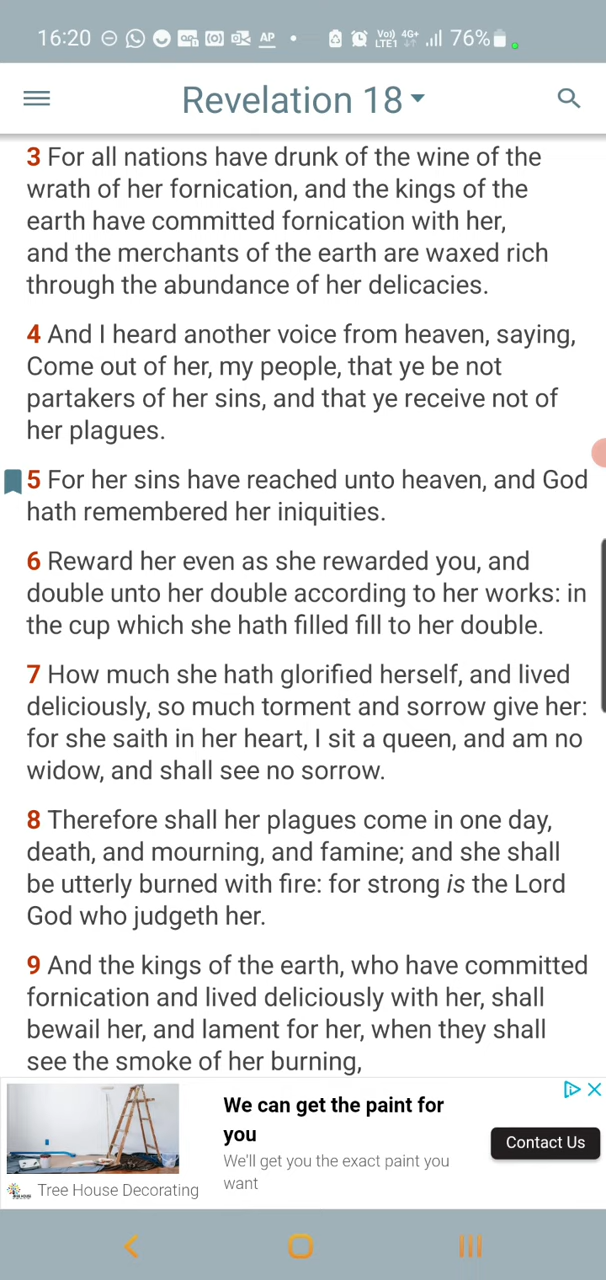 16:20 AP Vo)) LTE1 4G+ 76%
Revelation 18
3 For all nations have drunk of the wine of the
wrath of her fornication, and the kings of the
earth have committed fornication with her,
and the merchants of the earth are waxed rich
through the abundance of her delicacies.
4 And I heard another voice from heaven, saying,
Come out of her, my people, that ye be not
partakers of her sins, and that ye receive not of
her plagues.
5 For her sins have reached unto heaven, and God
hath remembered her iniquities.
6 Reward her even as she rewarded you, and
double unto her double according to her works: in
the cup which she hath filled fill to her double.
7 How much she hath glorified herself, and lived
deliciously, so much torment and sorrow give her:
for she saith in her heart, I sit a queen, and am no
widow, and shall see no sorrow.
8 Therefore shall her plagues come in one day,
death, and mourning, and famine; and she shall
be utterly burned with fire: for strong is the Lord
God who judgeth her.
9 And the kings of the earth, who have committed
fornication and lived deliciously with her, shall
bewail her, and lament for her, when they shall
see the smoke of her burning,
We can get the paint for
you
We'll get you the exact paint you
want
Contact Us
Tree House Decorating